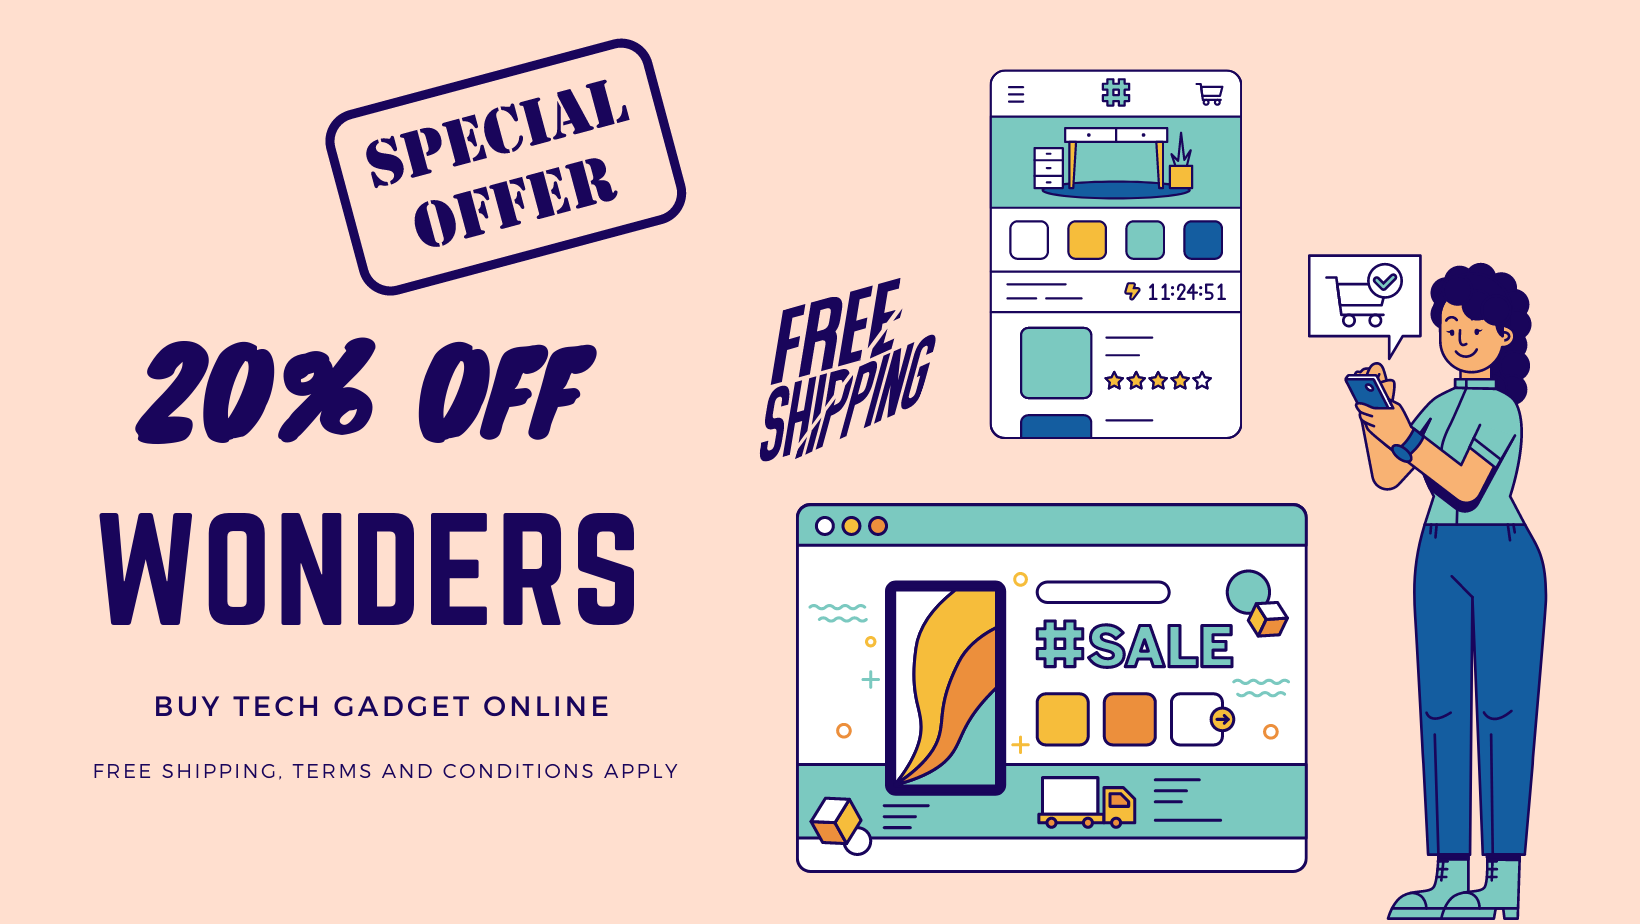 SPECIAL
OFFER
20% OFF
WONDERS
BUY TECH GADGET ONLINE
FREE SHIPPING, TERMS AND CONDITIONS APPLY
FREE
SHIPPING
#
11:24:51
#SALE